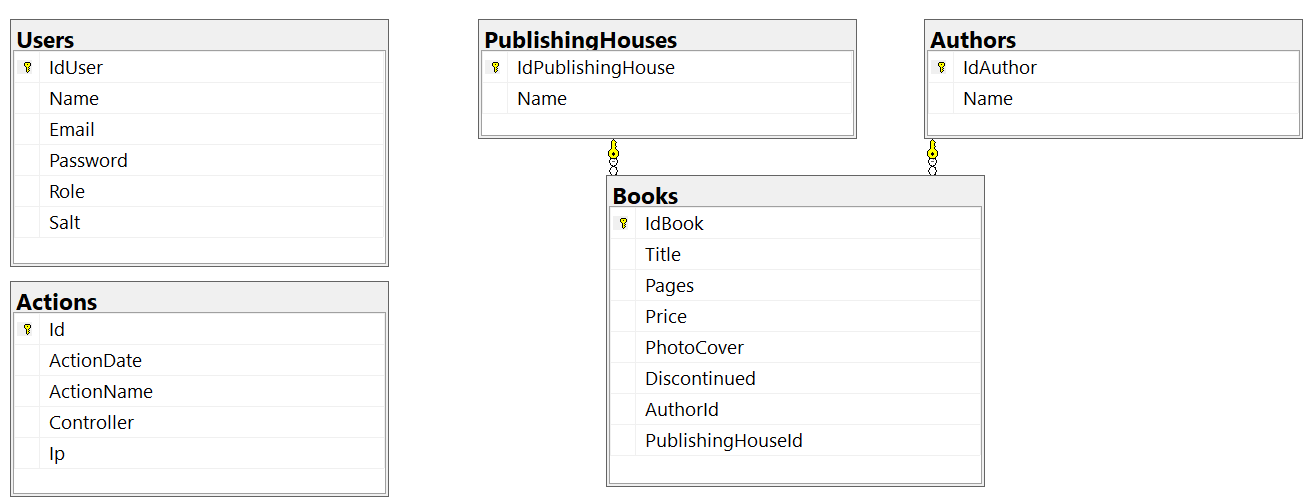 Users
IdUser
Name
Email
Password
Role
Salt
Actions
Id
ActionDate
ActionName
Controller
Ip
PublishingHouses
IdPublishingHouse
Name
Authors
IdAuthor
Name
Books
IdBook
Title
Pages
Price
PhotoCover
Discontinued
AuthorId
PublishingHouseId